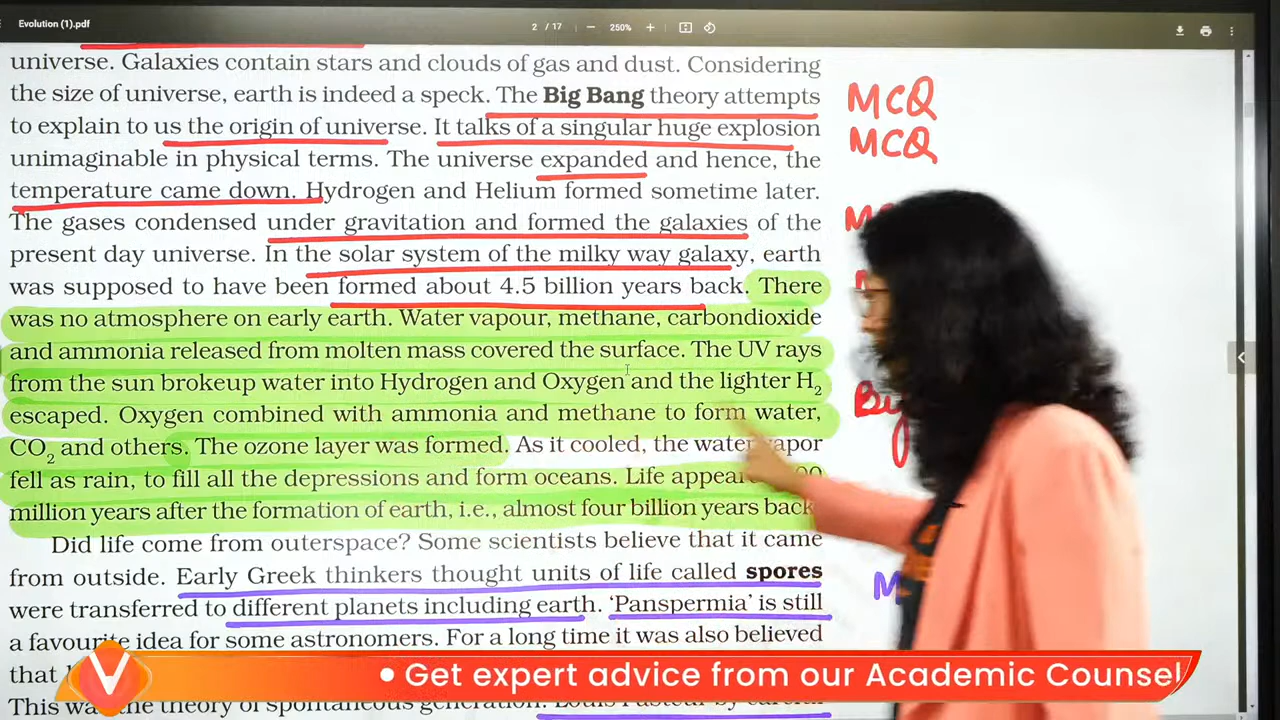 Evolution (1).pdf
2 / 17
250%
universe. Galaxies contain stars and clouds of gas and dust. Considering
the size of universe, earth is indeed a speck. The Big Bang theory attempts
to explain to us the origin of universe. It talks of a singular huge explosion
unimaginable in physical terms. The universe expanded and hence, the
temperature came down. Hydrogen and Helium formed sometime later.
The gases condensed under gravitation and formed the galaxies of the
present day universe. In the solar system of the milky way galaxy, earth
was supposed to have been formed about 4.5 billion years back. There
was no atmosphere on early earth. Water vapour, methane, carbondioxide
and ammonia released from molten mass covered the surface. The UV rays
from the sun brokeup water into Hydrogen and Oxygen and the lighter H2
escaped. Oxygen combined with ammonia and methane to form water,
CO2 and others. The ozone layer was formed. As it cooled, the water vapor
fell as rain, to fill all the depressions and form oceans. Life
million years after the formation of earth, i.e., almost four billion years back
Did life come from outerspace? Some scientists believe that it came
from outside. Early Greek thinkers thought units of life called spores
were transferred to different planets including earth. 'Panspermia' is still
a favourite idea for some astronomers. For a long time it was also believed
that
This was the theory of spontaneous generation. Louis Pasteur by careful
MCQ
MCQ
V
• Get expert advice from our Academic Counsel